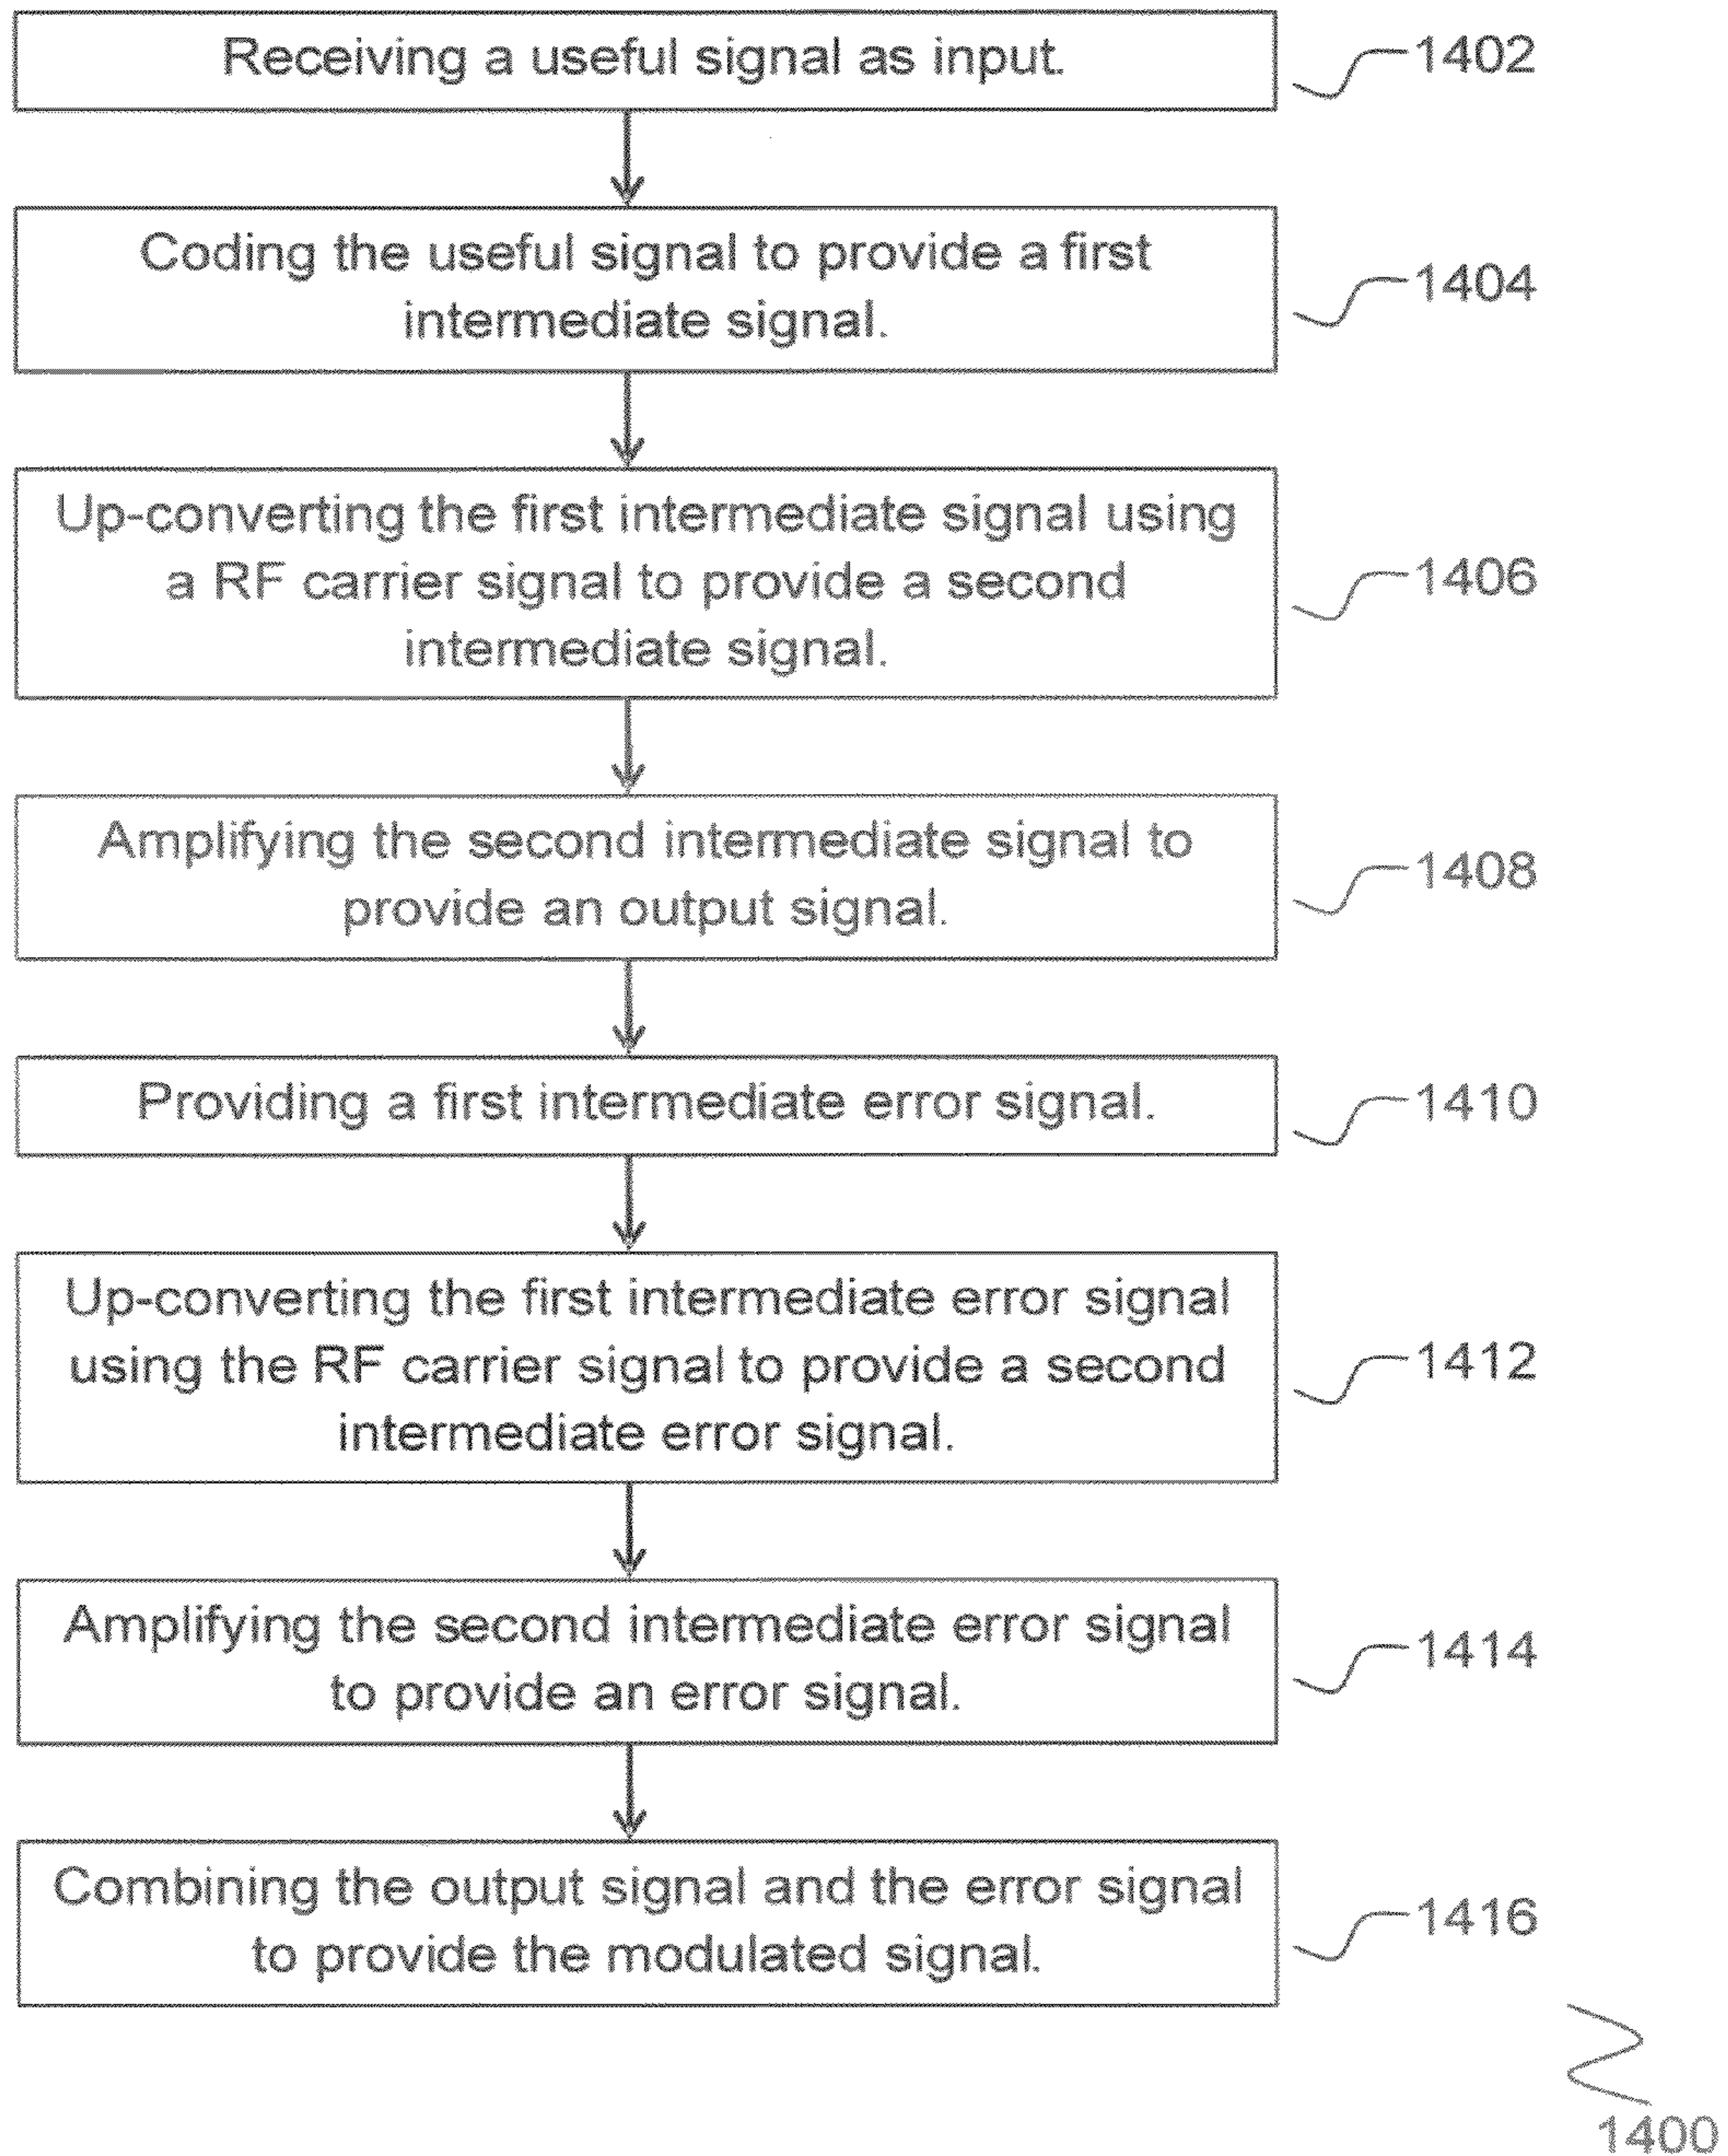 Receiving a useful signal as input.
1402
Coding the useful signal to provide a first
intermediate signal.
1404
Up-converting the first intermediate signal using
a RF carrier signal to provide a second
intermediate signal.
1406
Amplifying the second intermediate signal to
provide an output signal.
1408
Providing a first intermediate error signal.
1410
Up-converting the first intermediate error signal
using the RF carrier signal to provide a second
intermediate error signal.
1412
Amplifying the second intermediate error signal
to provide an error signal.
1414
Combining the output signal and the error signal
to provide the modulated signal.
1416
1400